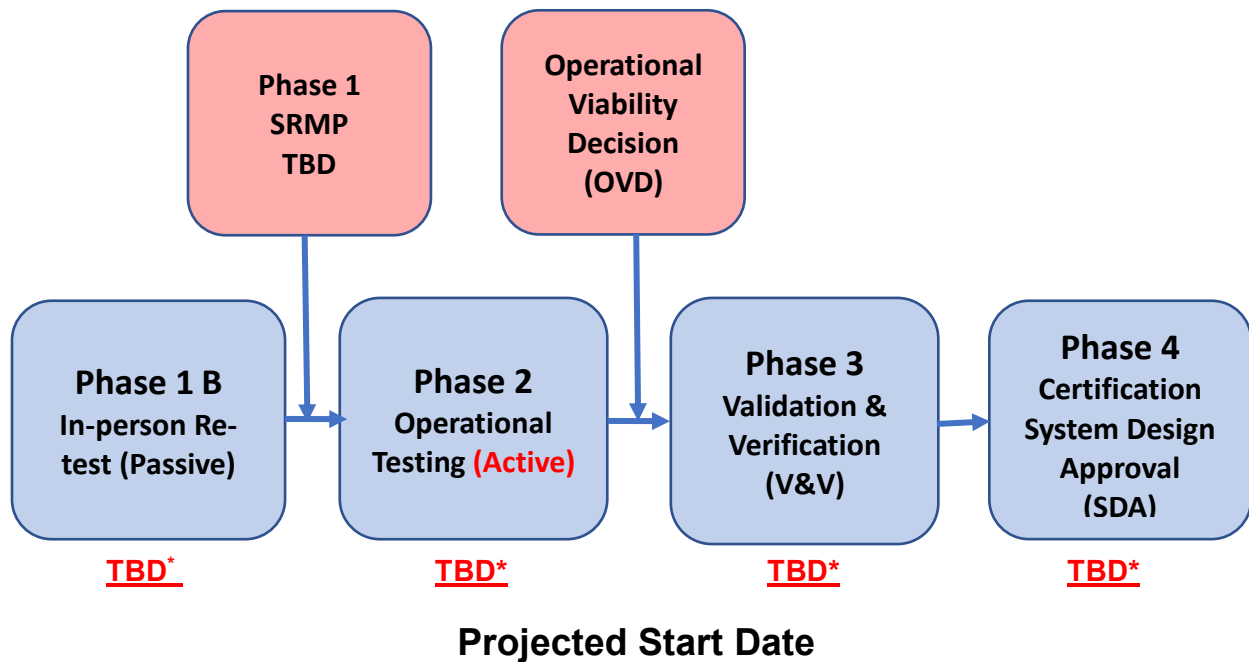 Phase 1
SRMP
TBD
Operational
Viability
Decision
(OVD)
Phase 1 B
In-person Re-
test (Passive)
Phase 2
Operational
Testing (Active)
Phase 3
Validation &
Verification
(V&V)
Phase 4
Certification
System Design
Approval
(SDA)
TBD*
TBD*
TBD*
TBD*
Projected Start Date